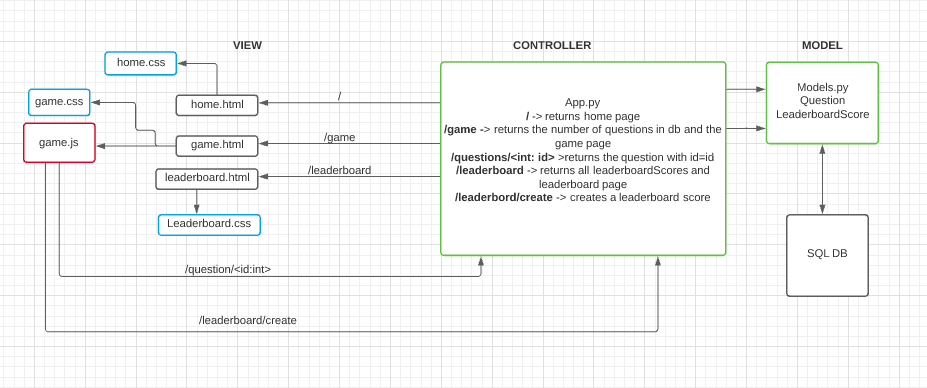 VIEW
CONTROLLER
MODEL
home.css
game.css
home.html
/
game.js
game.html
/game
leaderboard.html
/leaderboard
Leaderboard.css
App.py
/ -> returns home page
/game -> returns the number of questions in db and the
game page
/questions/<int: id> >returns the question with id=id
/leaderboard -> returns all leaderboardScores and
leaderboard page
/leaderbord/create -> creates a leaderboard score
Models.py
Question
LeaderboardScore
SQL DB
/question/<id:int>
/leaderboard/create